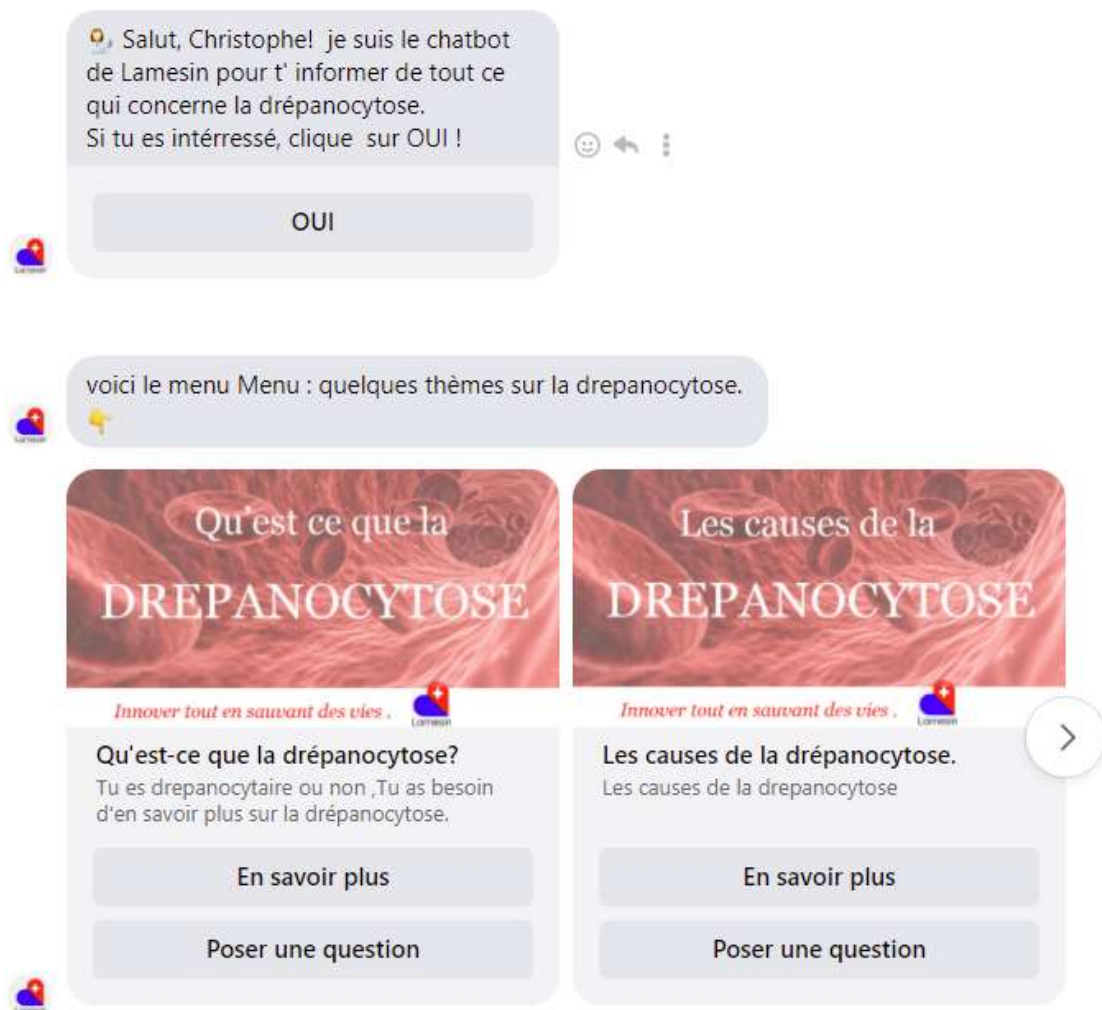 Salut, Christophe! je suis le chatbot
de Lamesin pour t' informer de tout ce
qui concerne la drépanocytose.
Si tu es intérressé, clique sur OUI !
OUI
Lamesin
voici le menu Menu : quelques thèmes sur la drepanocytose.
Lamesin
Qu'est ce que la
DREPANOCYTOSE
Innover tout en sauvant des vies .
Lamesin
Qu'est-ce que la drépanocytose?
Tu es drepanocytaire ou non ,Tu as besoin
d'en savoir plus sur la drépanocytose.
En savoir plus
Poser une question
Les causes de la
DREPANOCYTOSE
Innover tout en sauvant des vies .
Lamesin
Les causes de la drépanocytose.
Les causes de la drepanocytose
En savoir plus
Poser une question